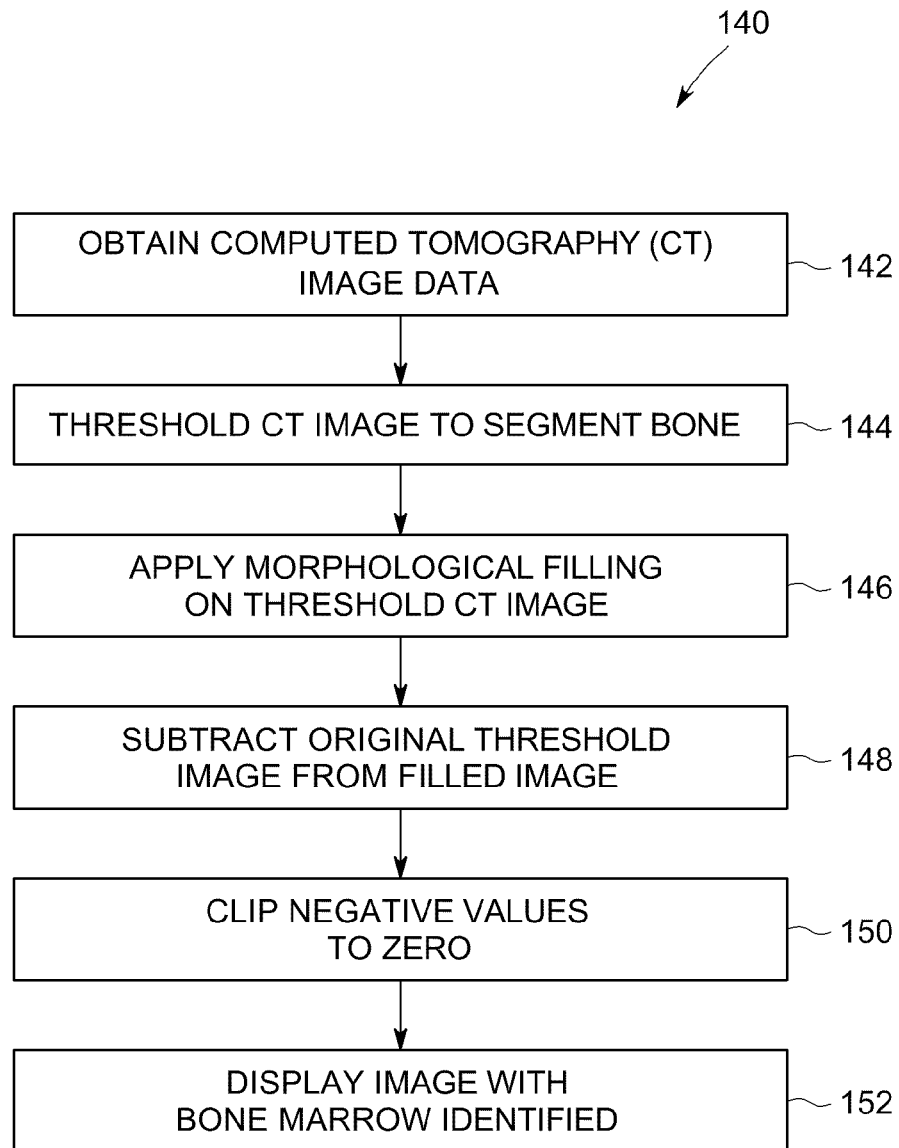 140
OBTAIN COMPUTED TOMOGRAPHY (CT)
IMAGE DATA
142
THRESHOLD CT IMAGE TO SEGMENT BONE
144
APPLY MORPHOLOGICAL FILLING
ON THRESHOLD CT IMAGE
146
SUBTRACT ORIGINAL THRESHOLD
IMAGE FROM FILLED IMAGE
148
CLIP NEGATIVE VALUES
TO ZERO
150
DISPLAY IMAGE WITH
BONE MARROW IDENTIFIED
152